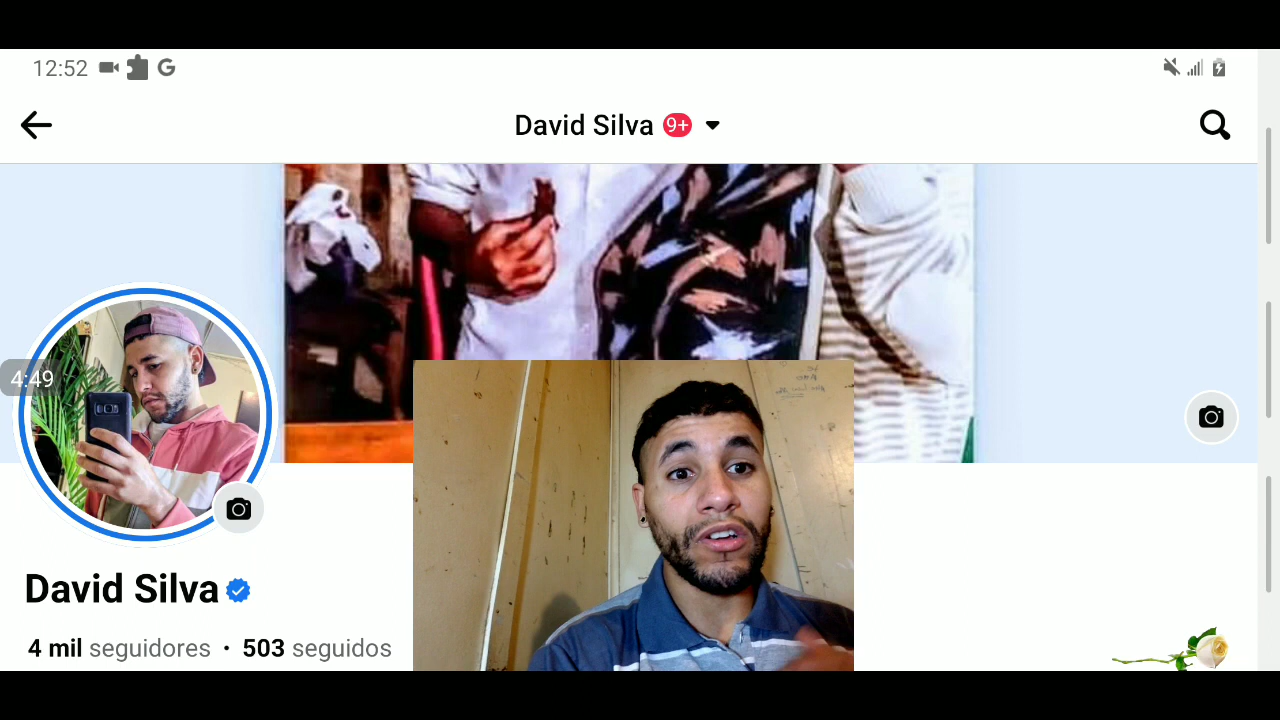 12:52
David Silva 9+
4:49
David Silva
4 mil seguidores · 503 seguidos